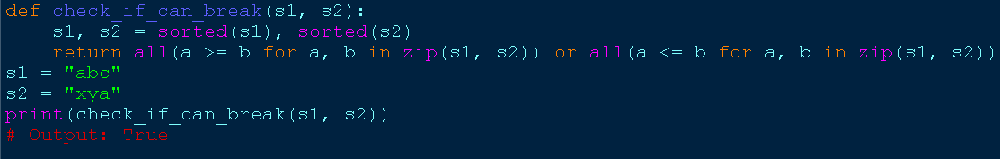 def check_if_can_break(s1, s2):
    s1, s2 = sorted(s1), sorted(s2)
    return all(a >= b for a, b in zip(s1, s2)) or all(a <= b for a, b in zip(s1, s2))
s1 = "abc"
s2 = "xya"
print(check_if_can_break(s1, s2))
# Output: True